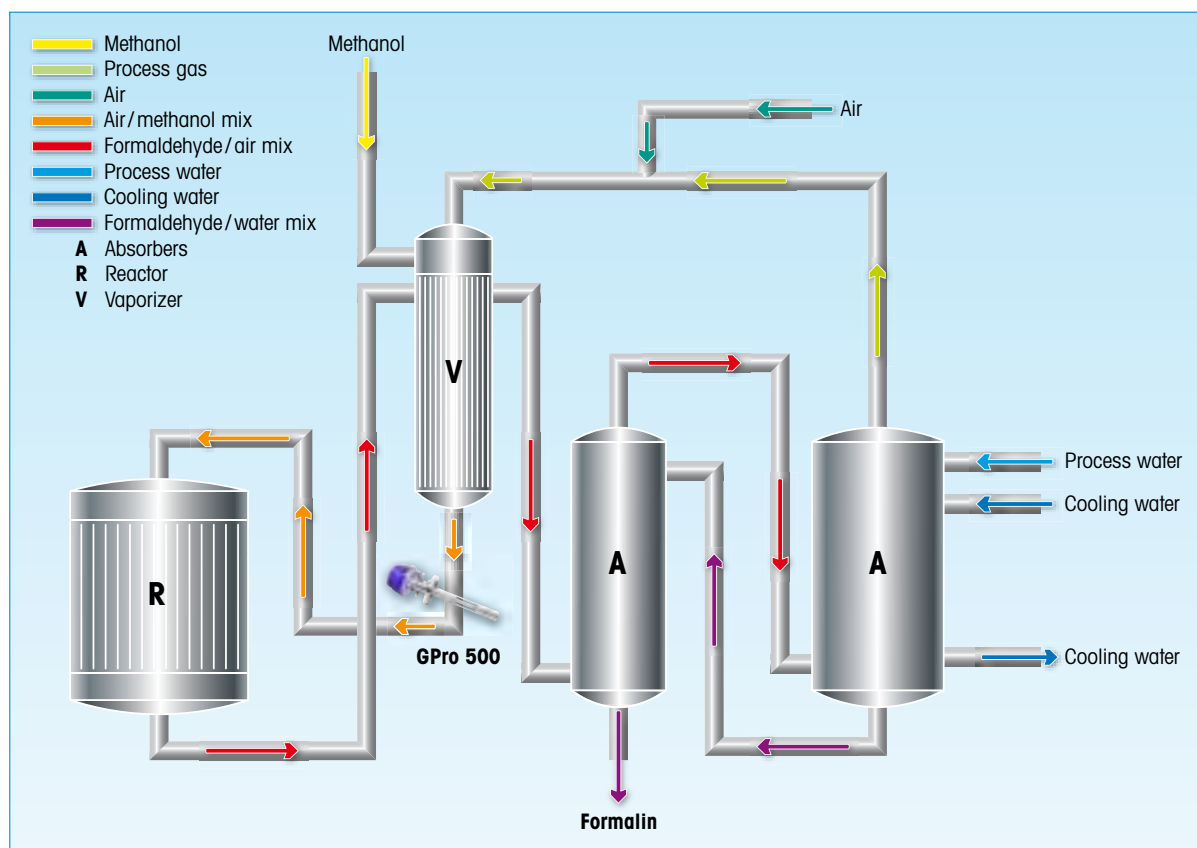 Methanol
Process gas
Air
Air/methanol mix
Formaldehyde/air mix
Process water
Cooling water
Formaldehyde/water mix
A Absorbers
R Reactor
V Vaporizer
Methanol
Air
V
R
A
A
Process water
Cooling water
Cooling water
GPro 500
Formalin